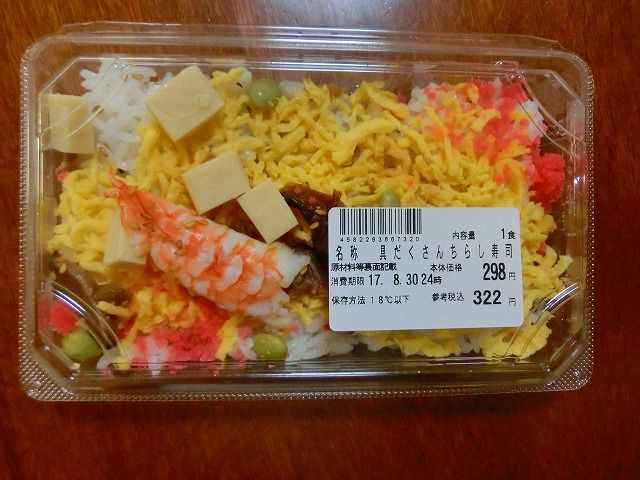 4582263667320
内容量 1食
名称 具だくさんちらし寿司
原材料等裏面記載 本体価格 298円
消費期限 17. 8.30 24時
保存方法 18℃以下 参考税込 322円